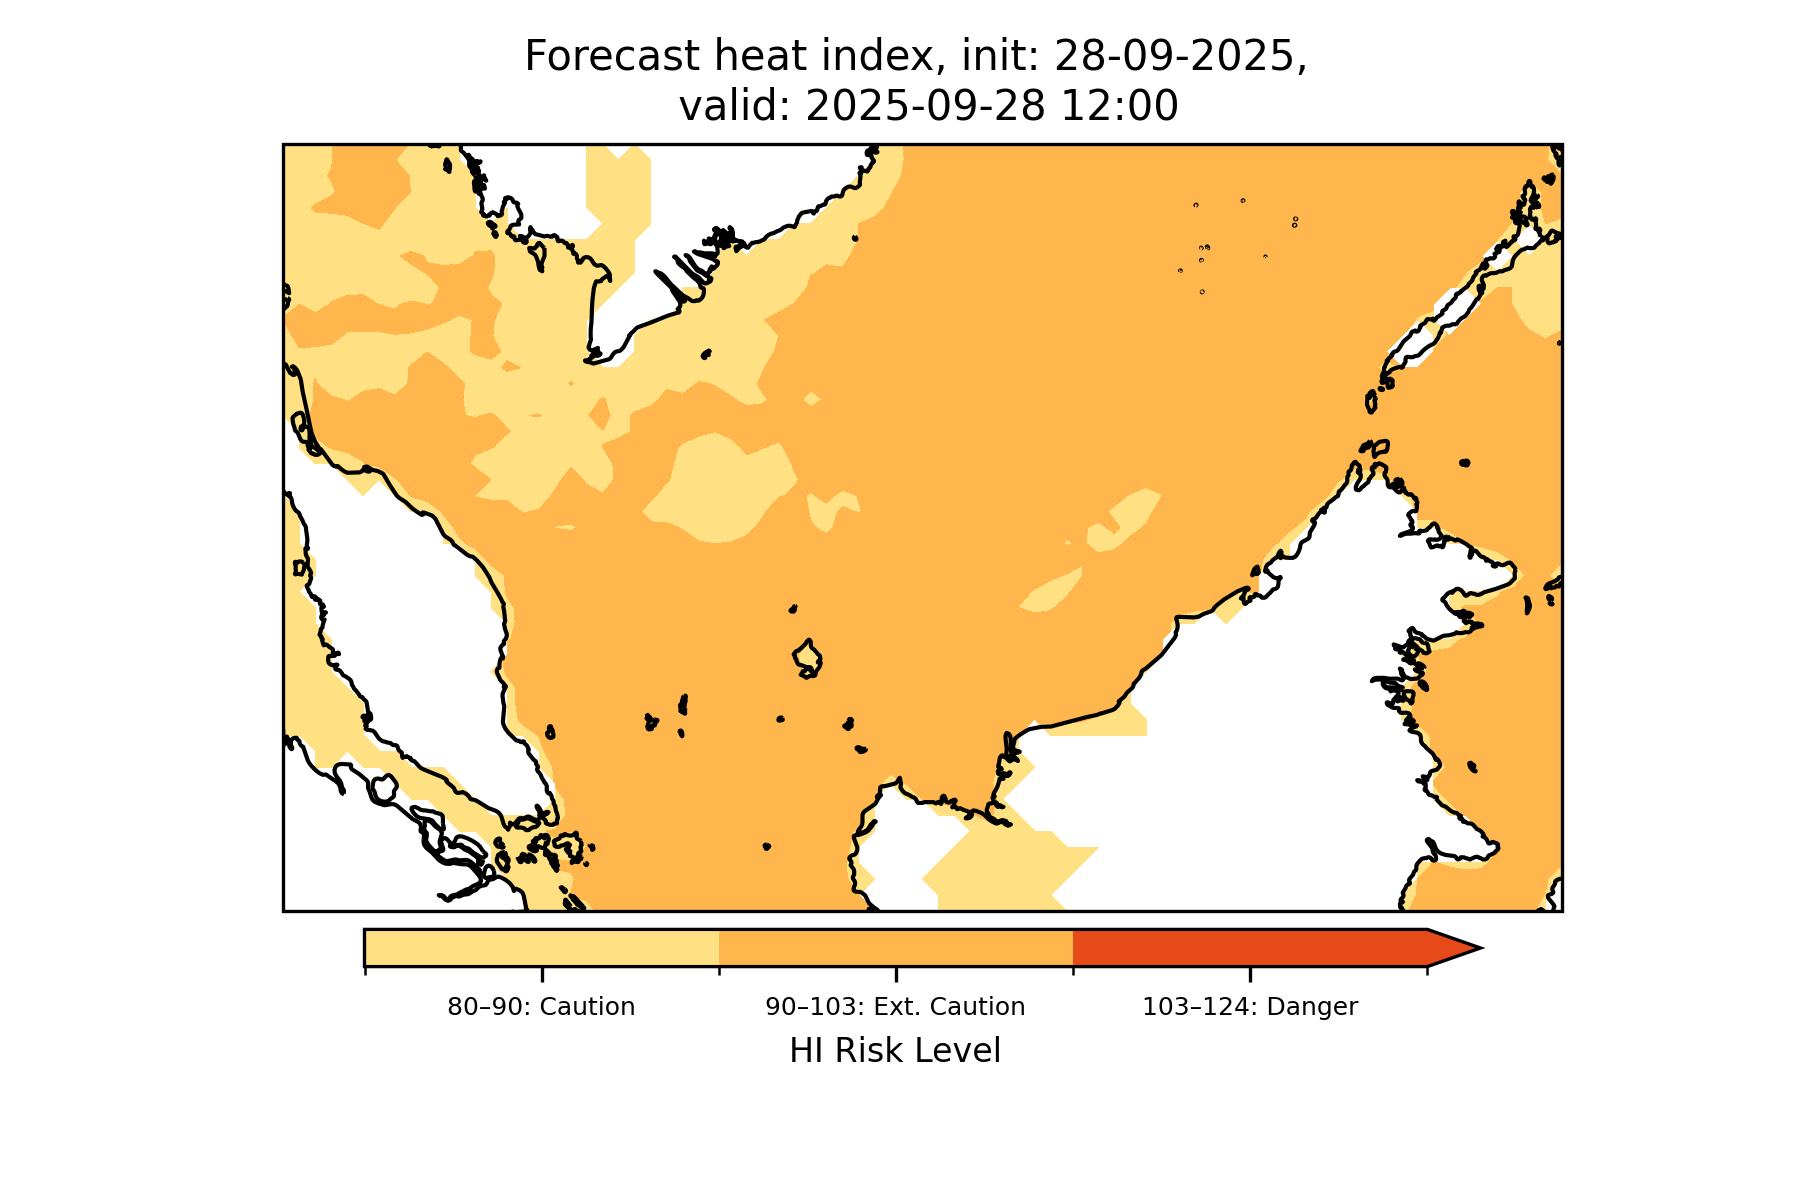 Forecast heat index, init: 28-09-2025,
valid: 2025-09-28 12:00
80–90: Caution
90–103: Ext. Caution
103–124: Danger
HI Risk Level